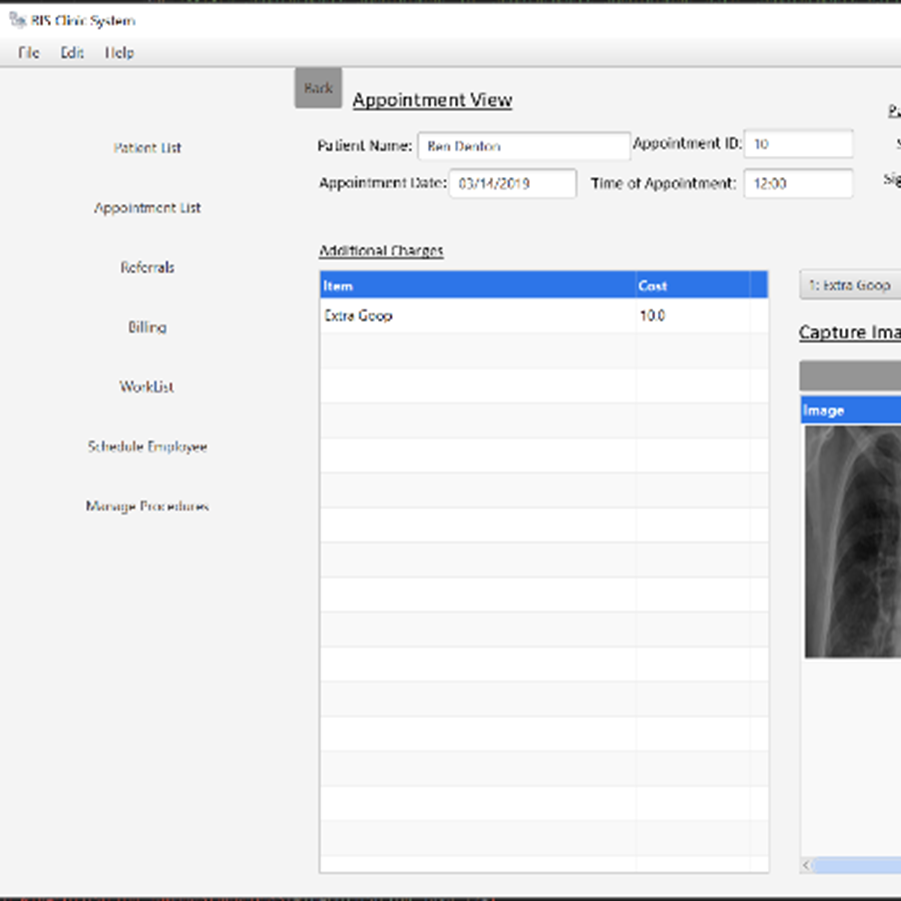 RIS Clinic System
File Edit Help
Back
Appointment View
Patient List
Patient Name: Ben Denton Appointment ID: 10
Appointment Date: 03/14/2019 Time of Appointment: 12:00
Appointment List
Additional Charges
Referrals
Item Cost
1: Extra Goop
Extra Goop 10.0
Billing
Capture Ima
WorkList
Image
Schedule Employee
Manage Procedures